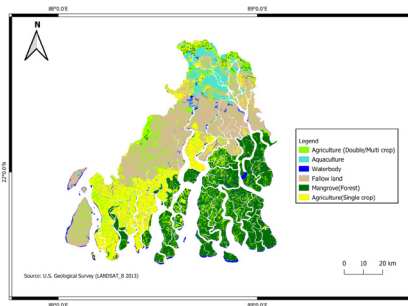 88°0.0'E 89°0.0'E
N
22°0.0'N
Legend
Agriculture (Double/Multi crop)
Aquaculture
Waterbody
Fallow land
Mangrove(Forest)
Agriculture(Single crop)
0 10 20 km
Source: U.S. Geological Survey (LANDSAT_8 2013)
88°0.0'E 89°0.0'E